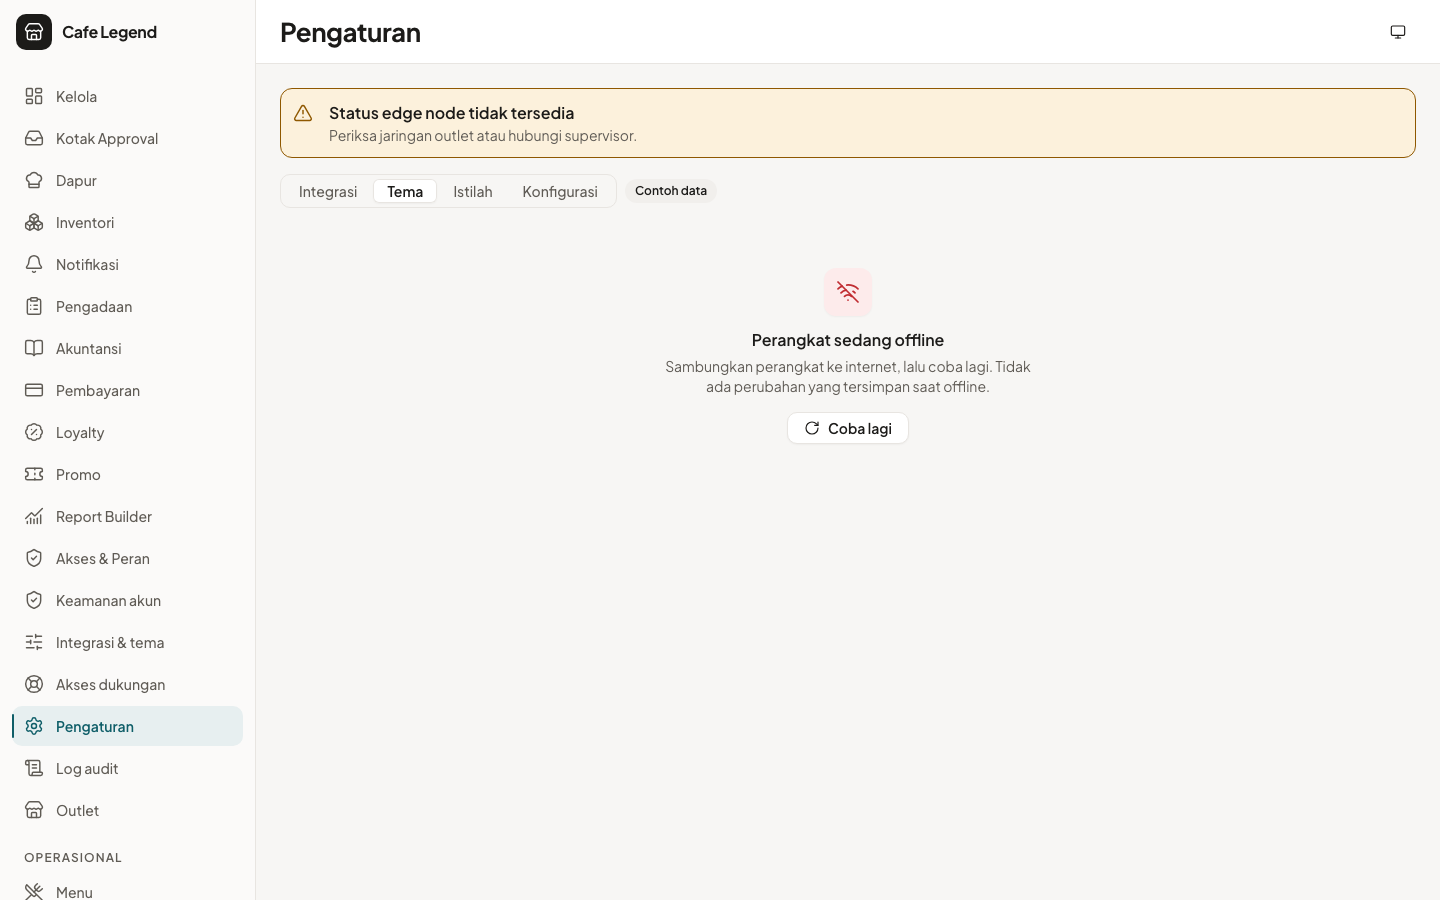 Cafe Legend
Kelola
Kotak Approval
Dapur
Inventori
Notifikasi
Pengadaan
Akuntansi
Pembayaran
Loyalty
Promo
Report Builder
Akses & Peran
Keamanan akun
Integrasi & tema
Akses dukungan
Pengaturan
Log audit
Outlet
OPERASIONAL
Menu
Pengaturan
Status edge node tidak tersedia
Periksa jaringan outlet atau hubungi supervisor.
Integrasi Tema Istilah Konfigurasi Contoh data
Perangkat sedang offline
Sambungkan perangkat ke internet, lalu coba lagi. Tidak
ada perubahan yang tersimpan saat offline.
Coba lagi